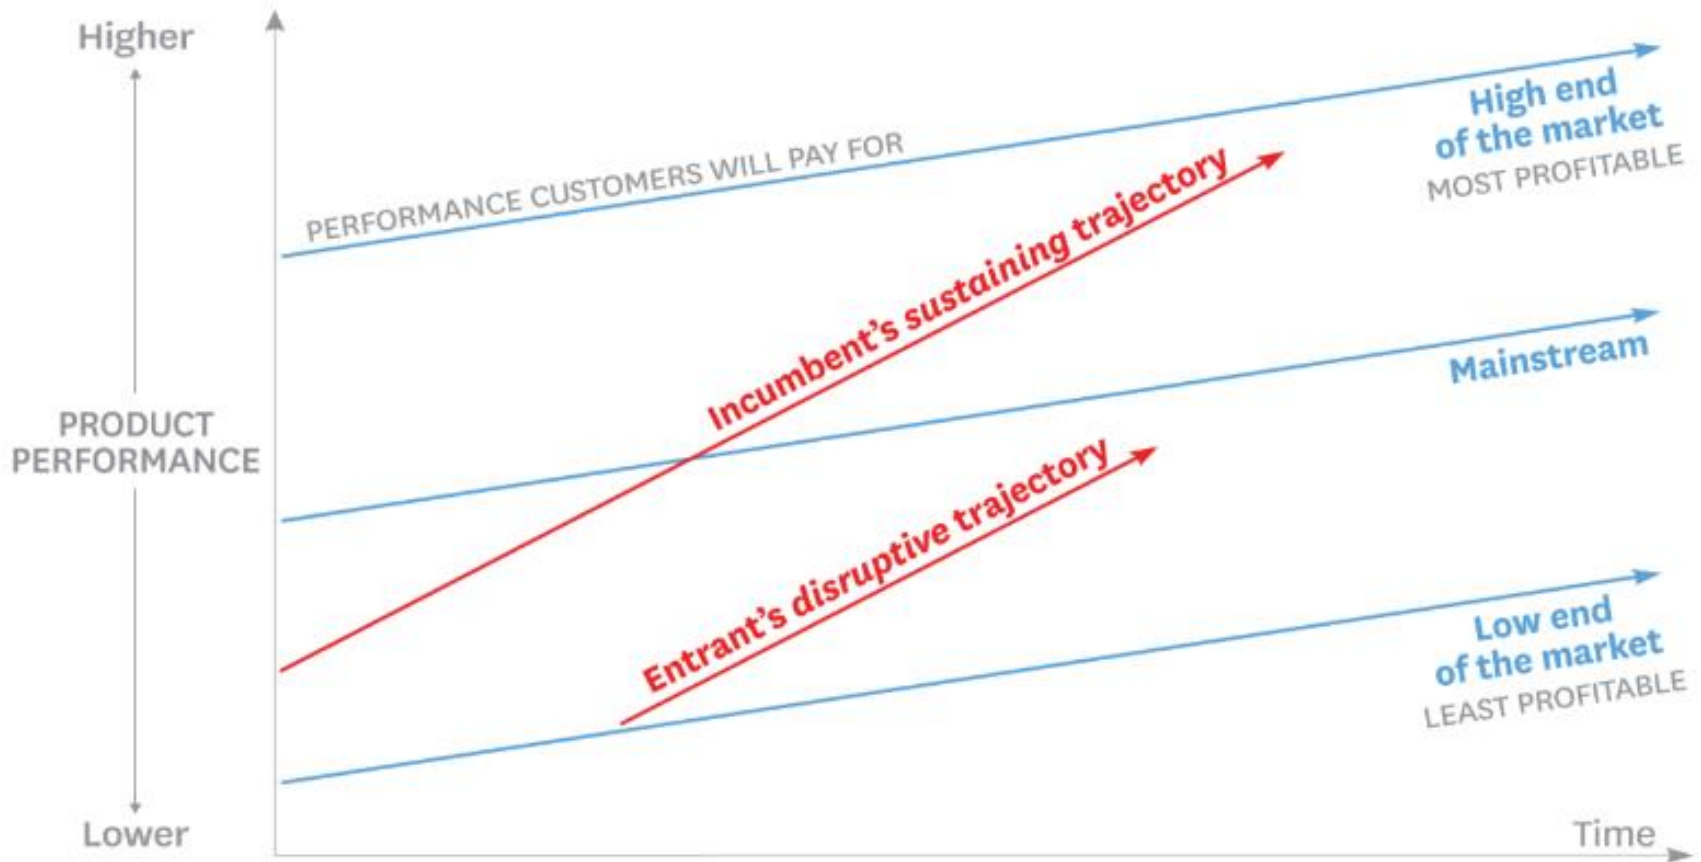 Higher
PRODUCT
PERFORMANCE
Lower
PERFORMANCE CUSTOMERS WILL PAY FOR
Incumbent's sustaining trajectory
Entrant's disruptive trajectory
High end
of the market
MOST PROFITABLE
Mainstream
Low end
of the market
LEAST PROFITABLE
Time